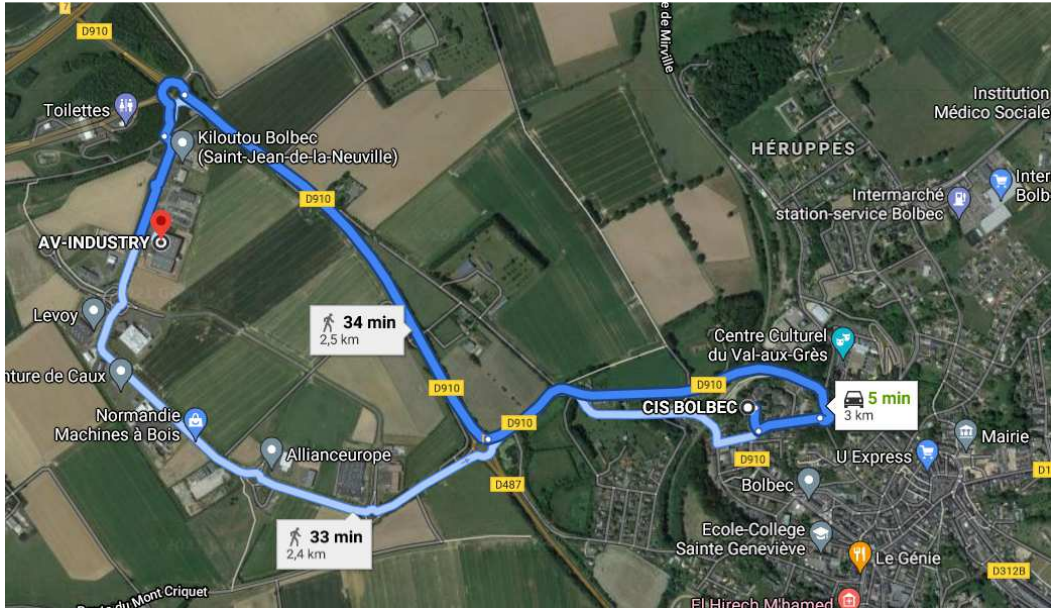 7
D910
Institution
Médico Sociale
Toilettes
Kiloutou Bolbec
(Saint-Jean-de-la-Neuville)
HÉRUPPES
e de Mirville
Inter
Bolb
Intermarché
station-service Bolbec
D910
AV-INDUSTRY
Levoy
34 min
2,5 km
Centre Culturel
du Val-aux-Grès
nture de Caux
D910
D910
5 min
3 km
CIS BOLBEC
Normandie
Machines à Bois
D910
Mairie
Allianceurope
D910
U Express
D1
D487
Bolbec
33 min
2,4 km
Ecole-College
Sainte Geneviève
Le Génie
D312B
Route du Mont Criquet
El Hirech M'hamed